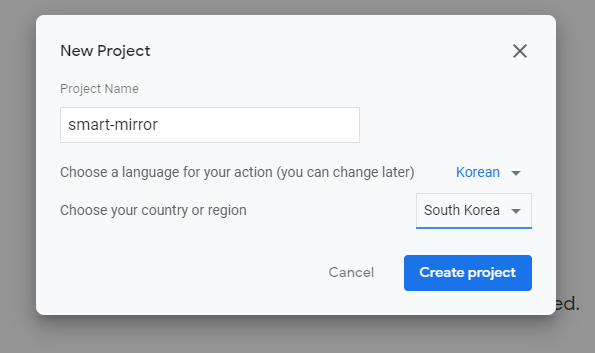 New Project
Project Name
smart-mirror
Choose a language for your action (you can change later) Korean
Choose your country or region South Korea
Cancel Create project
ed.